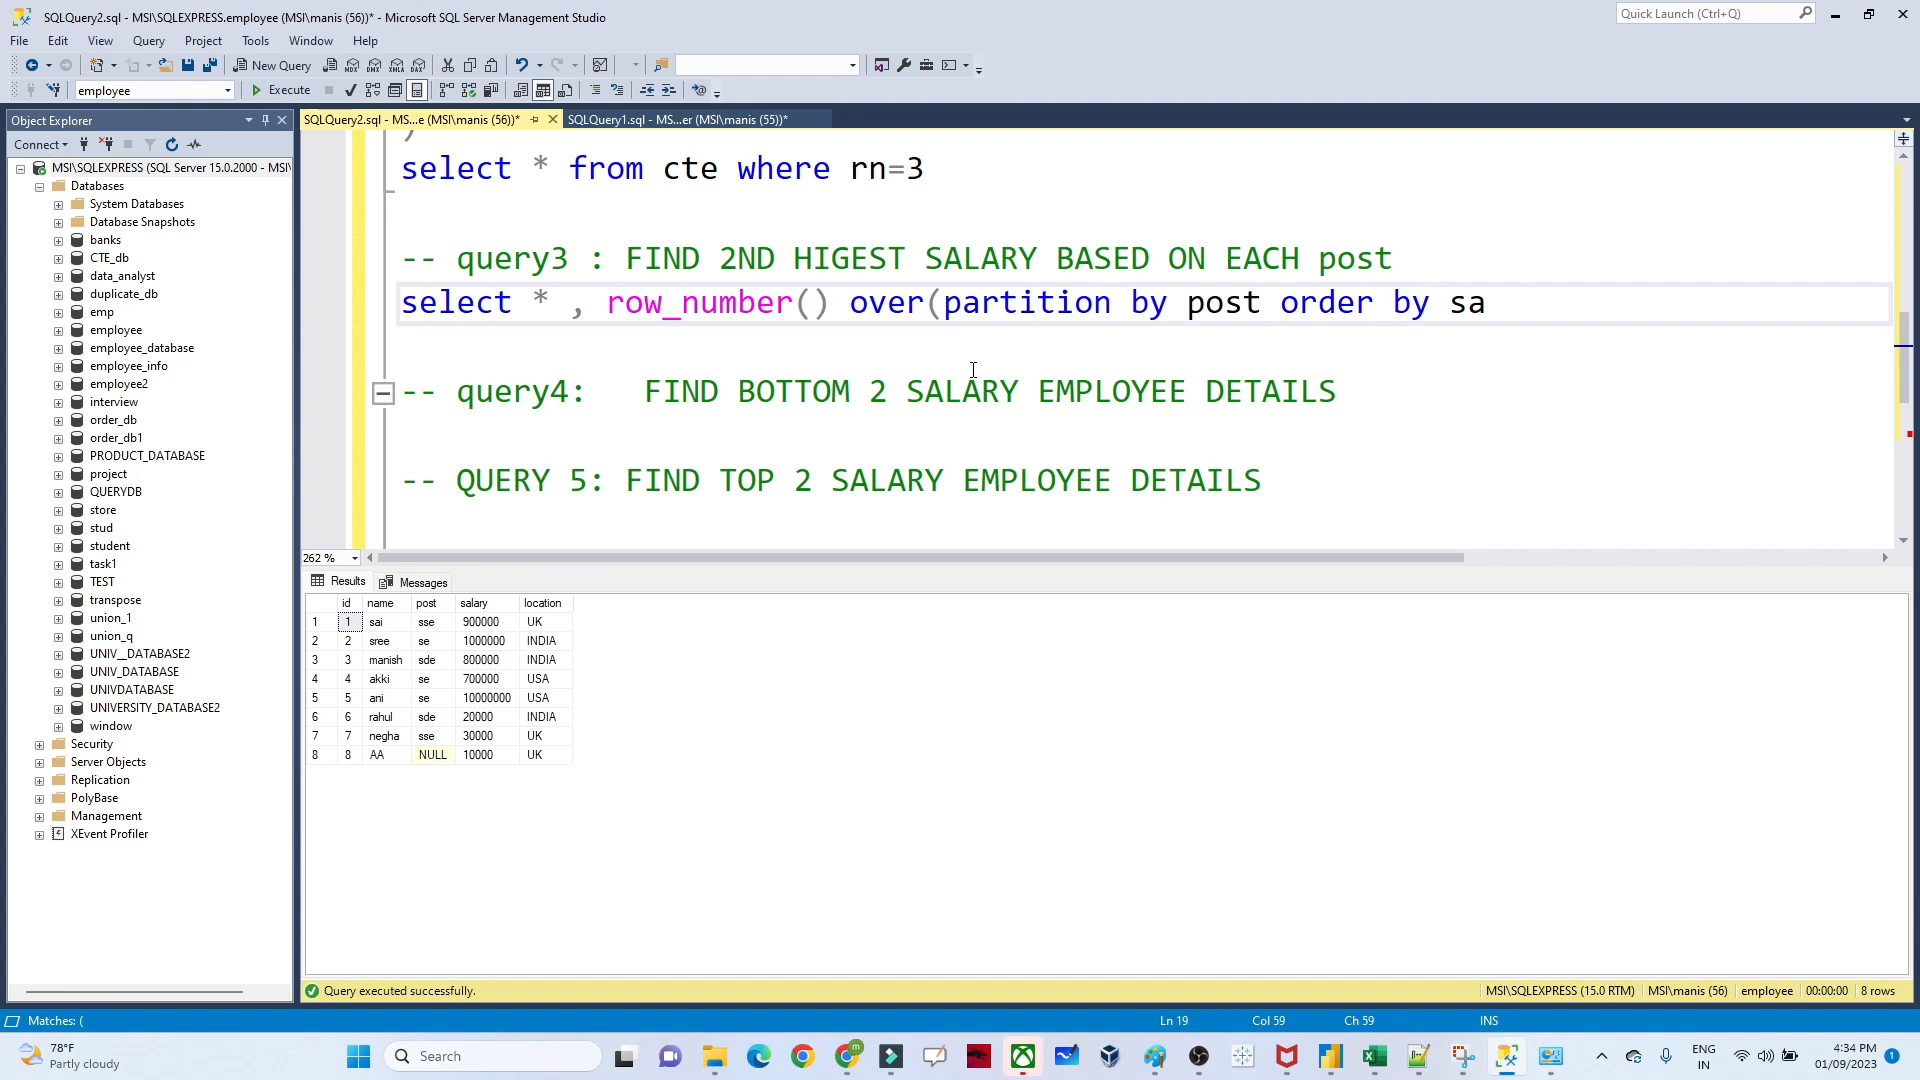 SQLQuery2.sql - MSI\SQLEXPRESS.employee (MSI\manis (56))* - Microsoft SQL Server Management Studio
Quick Launch (Ctrl+Q)
File Edit View Query Project Tools Window Help
New Query
employee
Execute
Object Explorer
SQLQuery2.sql - MS...e (MSI\manis (56))*
SQLQuery1.sql - MS...er (MSI\manis (55))*
Connect
MSI\SQLEXPRESS (SQL Server 15.0.2000 - MSI\
Databases
System Databases
Database Snapshots
banks
CTE_db
data_analyst
duplicate_db
emp
employee
employee_database
employee_info
employee2
interview
order_db
order_db1
PRODUCT_DATABASE
project
QUERYDB
store
stud
student
task1
TEST
transpose
union_1
union_q
UNIV__DATABASE2
UNIV_DATABASE
UNIVDATABASE
UNIVERSITY_DATABASE2
window
Security
Server Objects
Replication
PolyBase
Management
XEvent Profiler
)
select * from cte where rn=3
-- query3 : FIND 2ND HIGEST SALARY BASED ON EACH post
select * , row_number() over(partition by post order by sa
-- query4: FIND BOTTOM 2 SALARY EMPLOYEE DETAILS
-- QUERY 5: FIND TOP 2 SALARY EMPLOYEE DETAILS
262 %
Results Messages
id name post salary location
1 1 sai sse 900000 UK
2 2 sree se 1000000 INDIA
3 3 manish sde 800000 INDIA
4 4 akki se 700000 USA
5 5 ani se 10000000 USA
6 6 rahul sde 20000 INDIA
7 7 negha sse 30000 UK
8 8 AA NULL 10000 UK
Query executed successfully.
MSI\SQLEXPRESS (15.0 RTM) MSI\manis (56) employee 00:00:00 8 rows
Matches: (
Ln 19 Col 59 Ch 59 INS
78°F
Partly cloudy
Search
ENG
IN
4:34 PM
01/09/2023
1